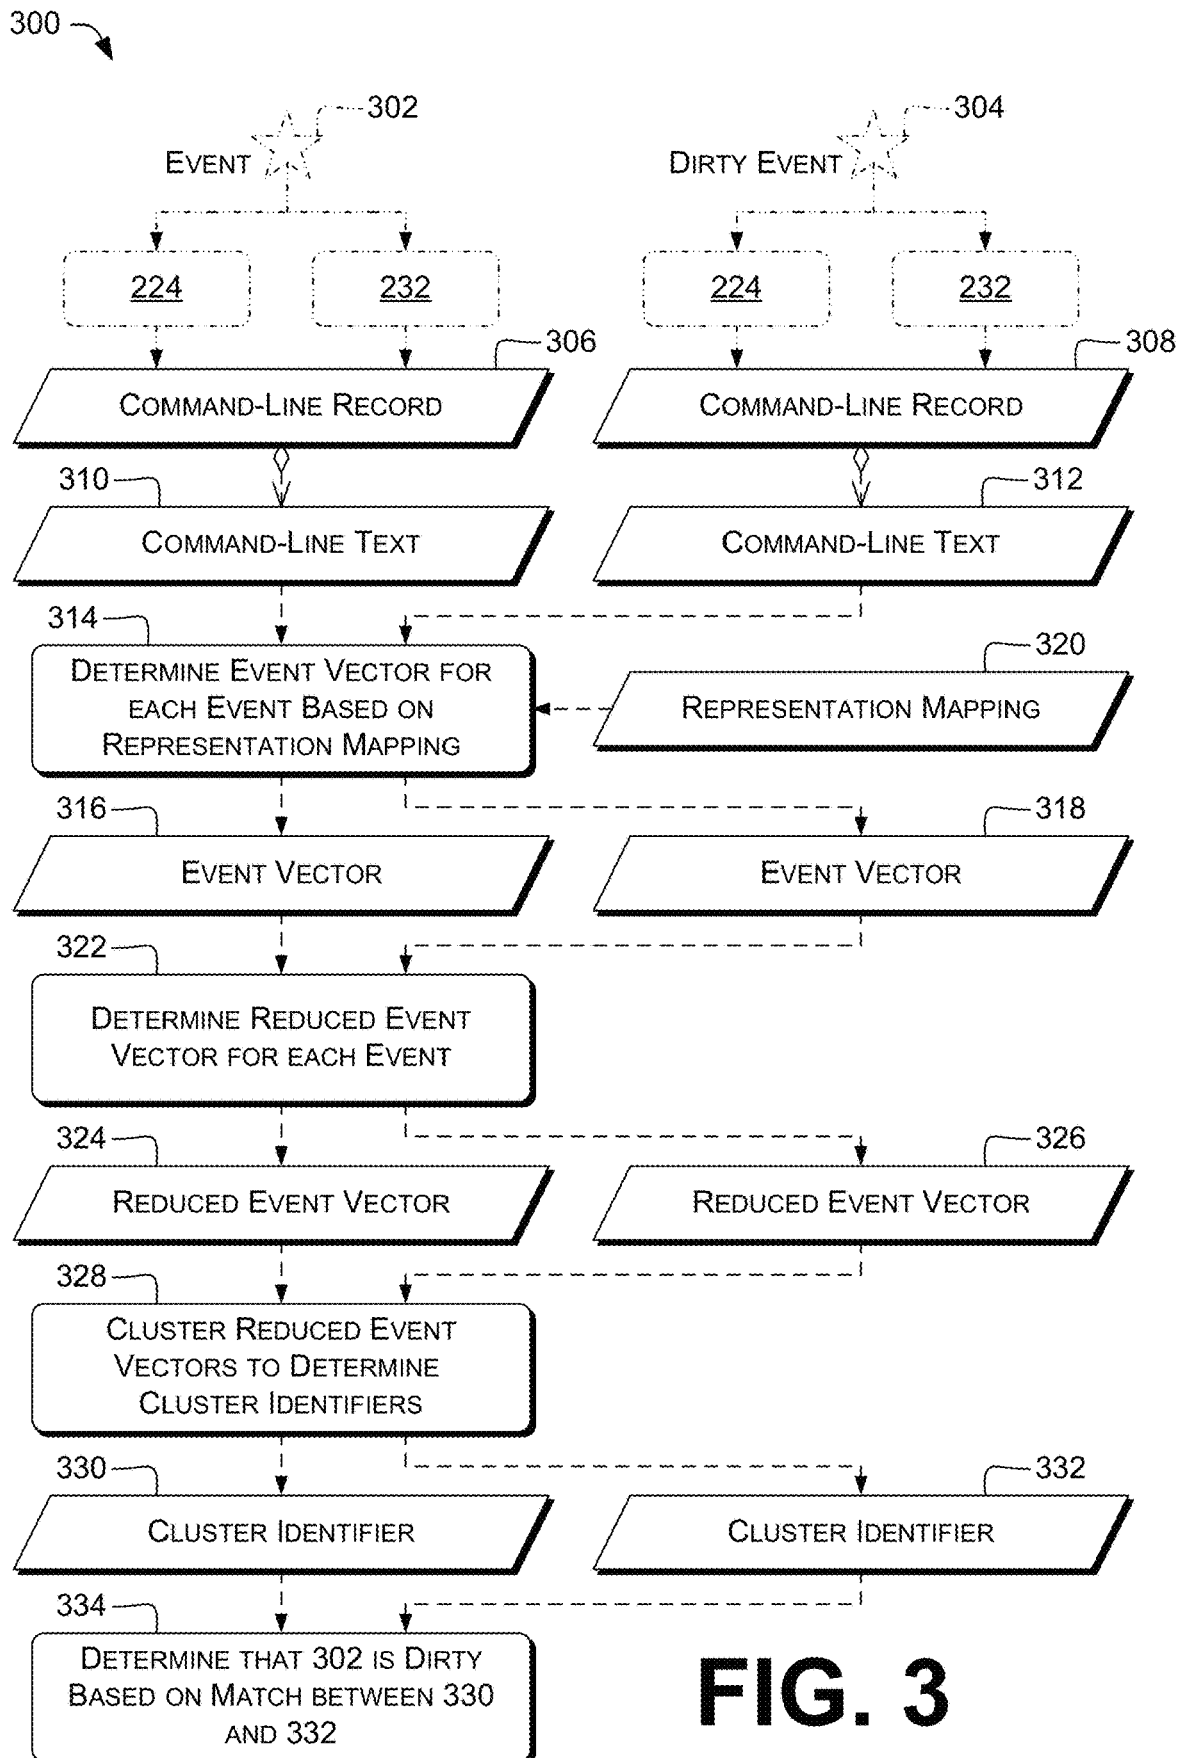 300
302
304
EVENT
DIRTY EVENT
224
232
224
232
306
308
COMMAND-LINE RECORD
COMMAND-LINE RECORD
310
312
COMMAND-LINE TEXT
COMMAND-LINE TEXT
314
320
DETERMINE EVENT VECTOR FOR
EACH EVENT BASED ON
REPRESENTATION MAPPING
REPRESENTATION MAPPING
316
318
EVENT VECTOR
EVENT VECTOR
322
DETERMINE REDUCED EVENT
VECTOR FOR EACH EVENT
324
326
REDUCED EVENT VECTOR
REDUCED EVENT VECTOR
328
CLUSTER REDUCED EVENT
VECTORS TO DETERMINE
CLUSTER IDENTIFIERS
330
332
CLUSTER IDENTIFIER
CLUSTER IDENTIFIER
334
DETERMINE THAT 302 IS DIRTY
BASED ON MATCH BETWEEN 330
AND 332
FIG. 3